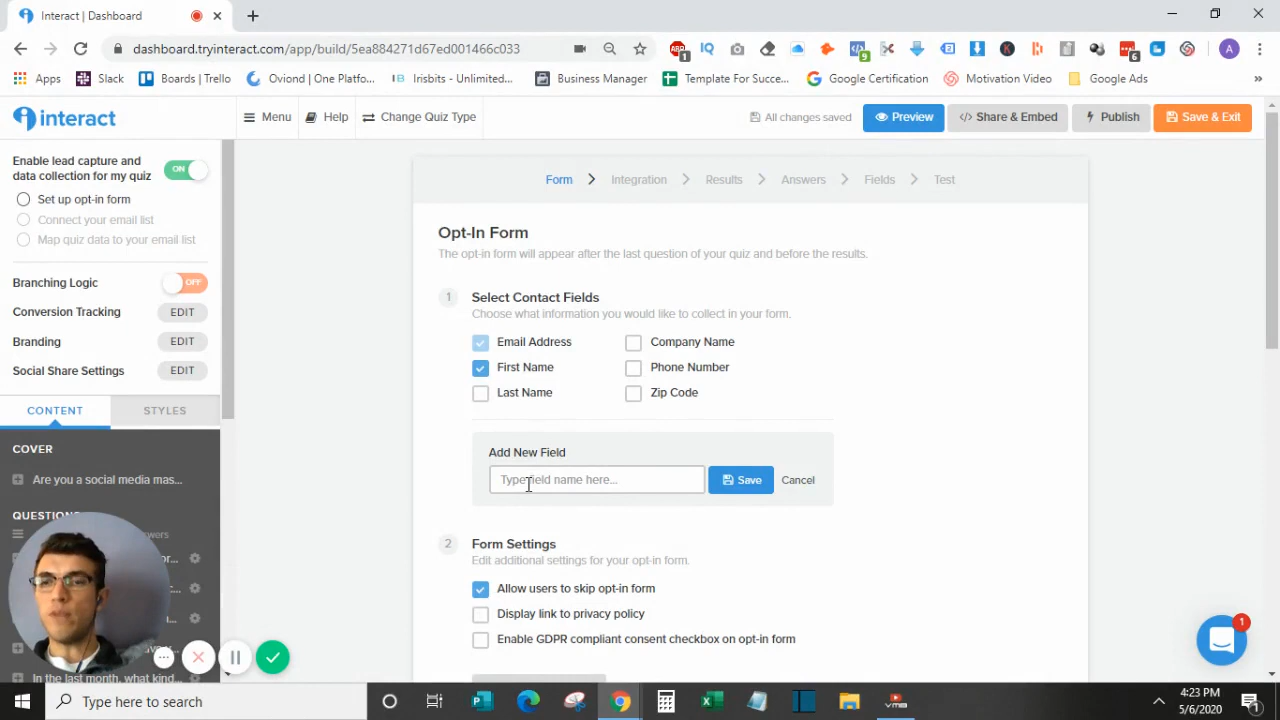 Interact | Dashboard
dashboard.tryinteract.com/app/build/5ea884271d67ed001466c033
ABP
1
IQ
9
6
A
Apps
Slack
Boards | Trello
Oviond | One Platfo...
Irisbits - Unlimited...
Business Manager
Template For Succe...
Google Certification
Motivation Video
Google Ads
»
interact
Menu
Help
Change Quiz Type
All changes saved
Preview
</> Share & Embed
Publish
Save & Exit
Enable lead capture and
data collection for my quiz
ON
Set up opt-in form
Connect your email list
Map quiz data to your email list
Branching Logic
OFF
Conversion Tracking
EDIT
Branding
EDIT
Social Share Settings
EDIT
CONTENT
STYLES
COVER
Are you a social media mas...
QUESTIONS
In the last month, what kind
Form
Integration
Results
Answers
Fields
Test
Opt-In Form
The opt-in form will appear after the last question of your quiz and before the results.
1
Select Contact Fields
Choose what information you would like to collect in your form.
Email Address
Company Name
First Name
Phone Number
Last Name
Zip Code
Add New Field
Type field name here...
Save
Cancel
2
Form Settings
Edit additional settings for your opt-in form.
Allow users to skip opt-in form
Display link to privacy policy
Enable GDPR compliant consent checkbox on opt-in form
1
Type here to search
4:23 PM
5/6/2020
1